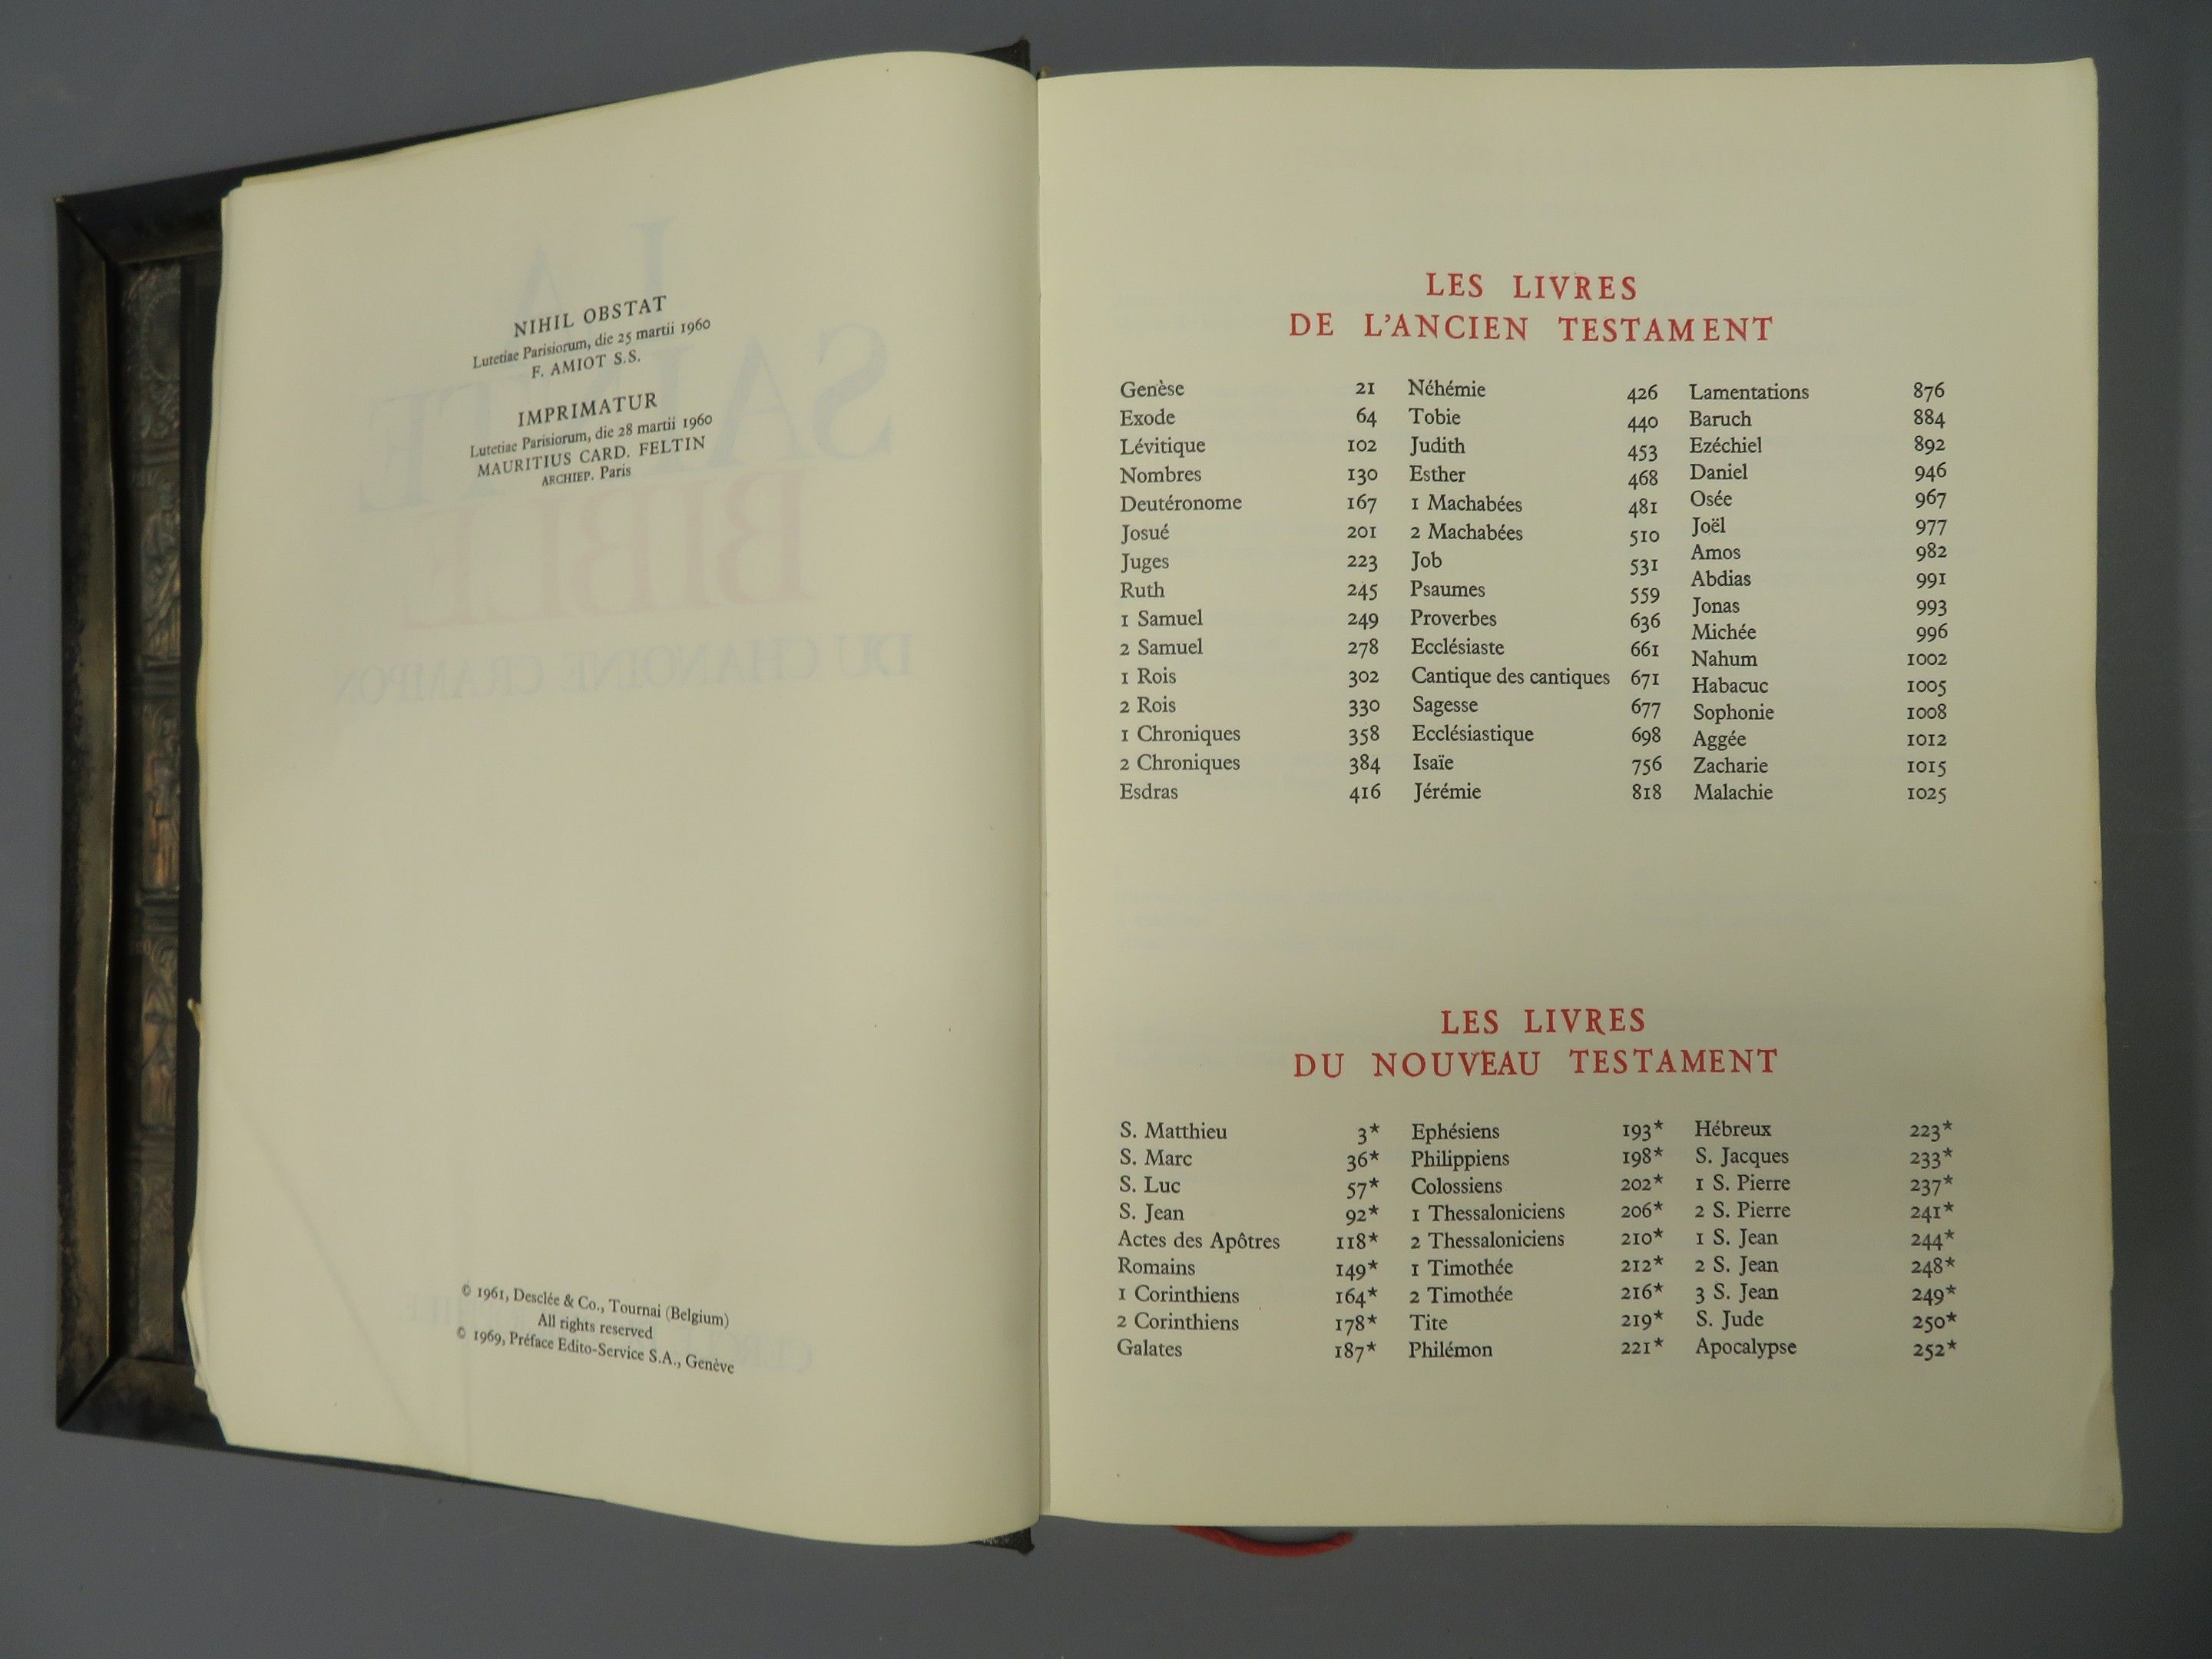 NIHIL OBSTAT
Lutetiae Parisiorum, die 25 martii 1960
F. AMIOT S.S.
IMPRIMATUR
Lutetiae Parisiorum, die 28 martii 1960
MAURITIUS CARD. FELTIN
ARCHIEP. Paris
LA
SAINTE
BIBLE
DU CHANOINE CRAMPON
© 1961, Desclée & Co., Tournai (Belgium)
All rights reserved
© 1969, Préface Edito-Service S.A., Genève
LES LIVRES
DE L'ANCIEN TESTAMENT
Genèse 21
Exode 64
Lévitique 102
Nombres 130
Deutéronome 167
Josué 201
Juges 223
Ruth 245
1 Samuel 249
2 Samuel 278
1 Rois 302
2 Rois 330
1 Chroniques 358
2 Chroniques 384
Esdras 416
Néhémie 426
Tobie 440
Judith 453
Esther 468
1 Machabées 481
2 Machabées 510
Job 531
Psaumes 559
Proverbes 636
Ecclésiaste 661
Cantique des cantiques 671
Sagesse 677
Ecclésiastique 698
Isaïe 756
Jérémie 818
Lamentations 876
Baruch 884
Ezéchiel 892
Daniel 946
Osée 967
Joël 977
Amos 982
Abdias 991
Jonas 993
Michée 996
Nahum 1002
Habacuc 1005
Sophonie 1008
Aggée 1012
Zacharie 1015
Malachie 1025
LES LIVRES
DU NOUVEAU TESTAMENT
S. Matthieu 3*
S. Marc 36*
S. Luc 57*
S. Jean 92*
Actes des Apôtres 118*
Romains 149*
1 Corinthiens 164*
2 Corinthiens 178*
Galates 187*
Ephésiens 193*
Philippiens 198*
Colossiens 202*
1 Thessaloniciens 206*
2 Thessaloniciens 210*
1 Timothée 212*
2 Timothée 216*
Tite 219*
Philémon 221*
Hébreux 223*
S. Jacques 233*
1 S. Pierre 237*
2 S. Pierre 241*
1 S. Jean 244*
2 S. Jean 248*
3 S. Jean 249*
S. Jude 250*
Apocalypse 252*